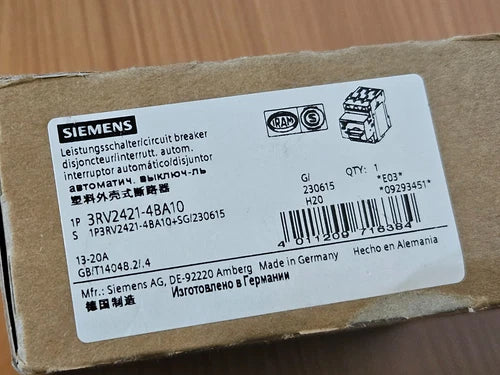 SIEMENS
Leistungsschalter/circuit breaker
disjoncteur/interrutt. autom.
interruptor automático/disjuntor
автоматич. выключ-ль
塑料外壳式断路器
1P 3RV2421-4BA10
S 1P3RV2421-4BA10+SG/230615
13-20A
GB/T14048.2/.4
IRAM S
G/ QTY: 1
230615 *E03*
H20 *09293451*
4 011209 716384
Mfr.: Siemens AG, DE-92220 Amberg Made in Germany Hecho en Alemania
德国制造 Изготовлено в Германии